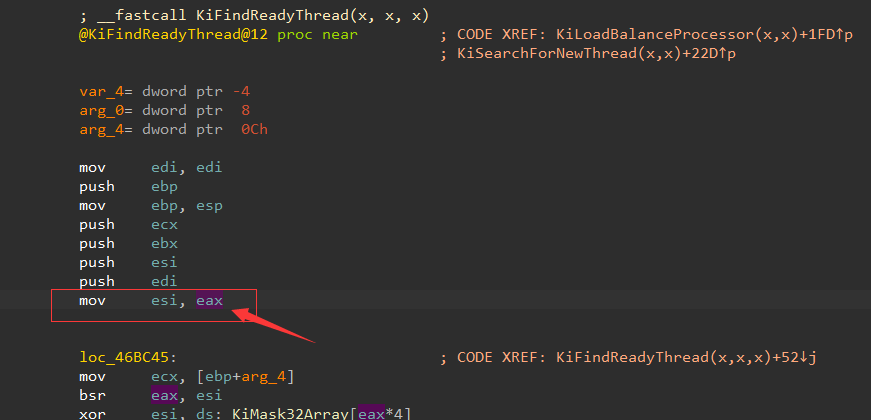 ; __fastcall KiFindReadyThread(x, x, x)
@KiFindReadyThread@12 proc near ; CODE XREF: KiLoadBalanceProcessor(x,x)+1FD↑p
; KiSearchForNewThread(x,x)+22D↑p
var_4= dword ptr -4
arg_0= dword ptr 8
arg_4= dword ptr 0Ch
mov edi, edi
push ebp
mov ebp, esp
push ecx
push ebx
push esi
push edi
mov esi, eax
loc_46BC45: ; CODE XREF: KiFindReadyThread(x,x,x)+52↓j
mov ecx, [ebp+arg_4]
bsr eax, esi
xor esi, ds: KiMask32Array[eax*4]